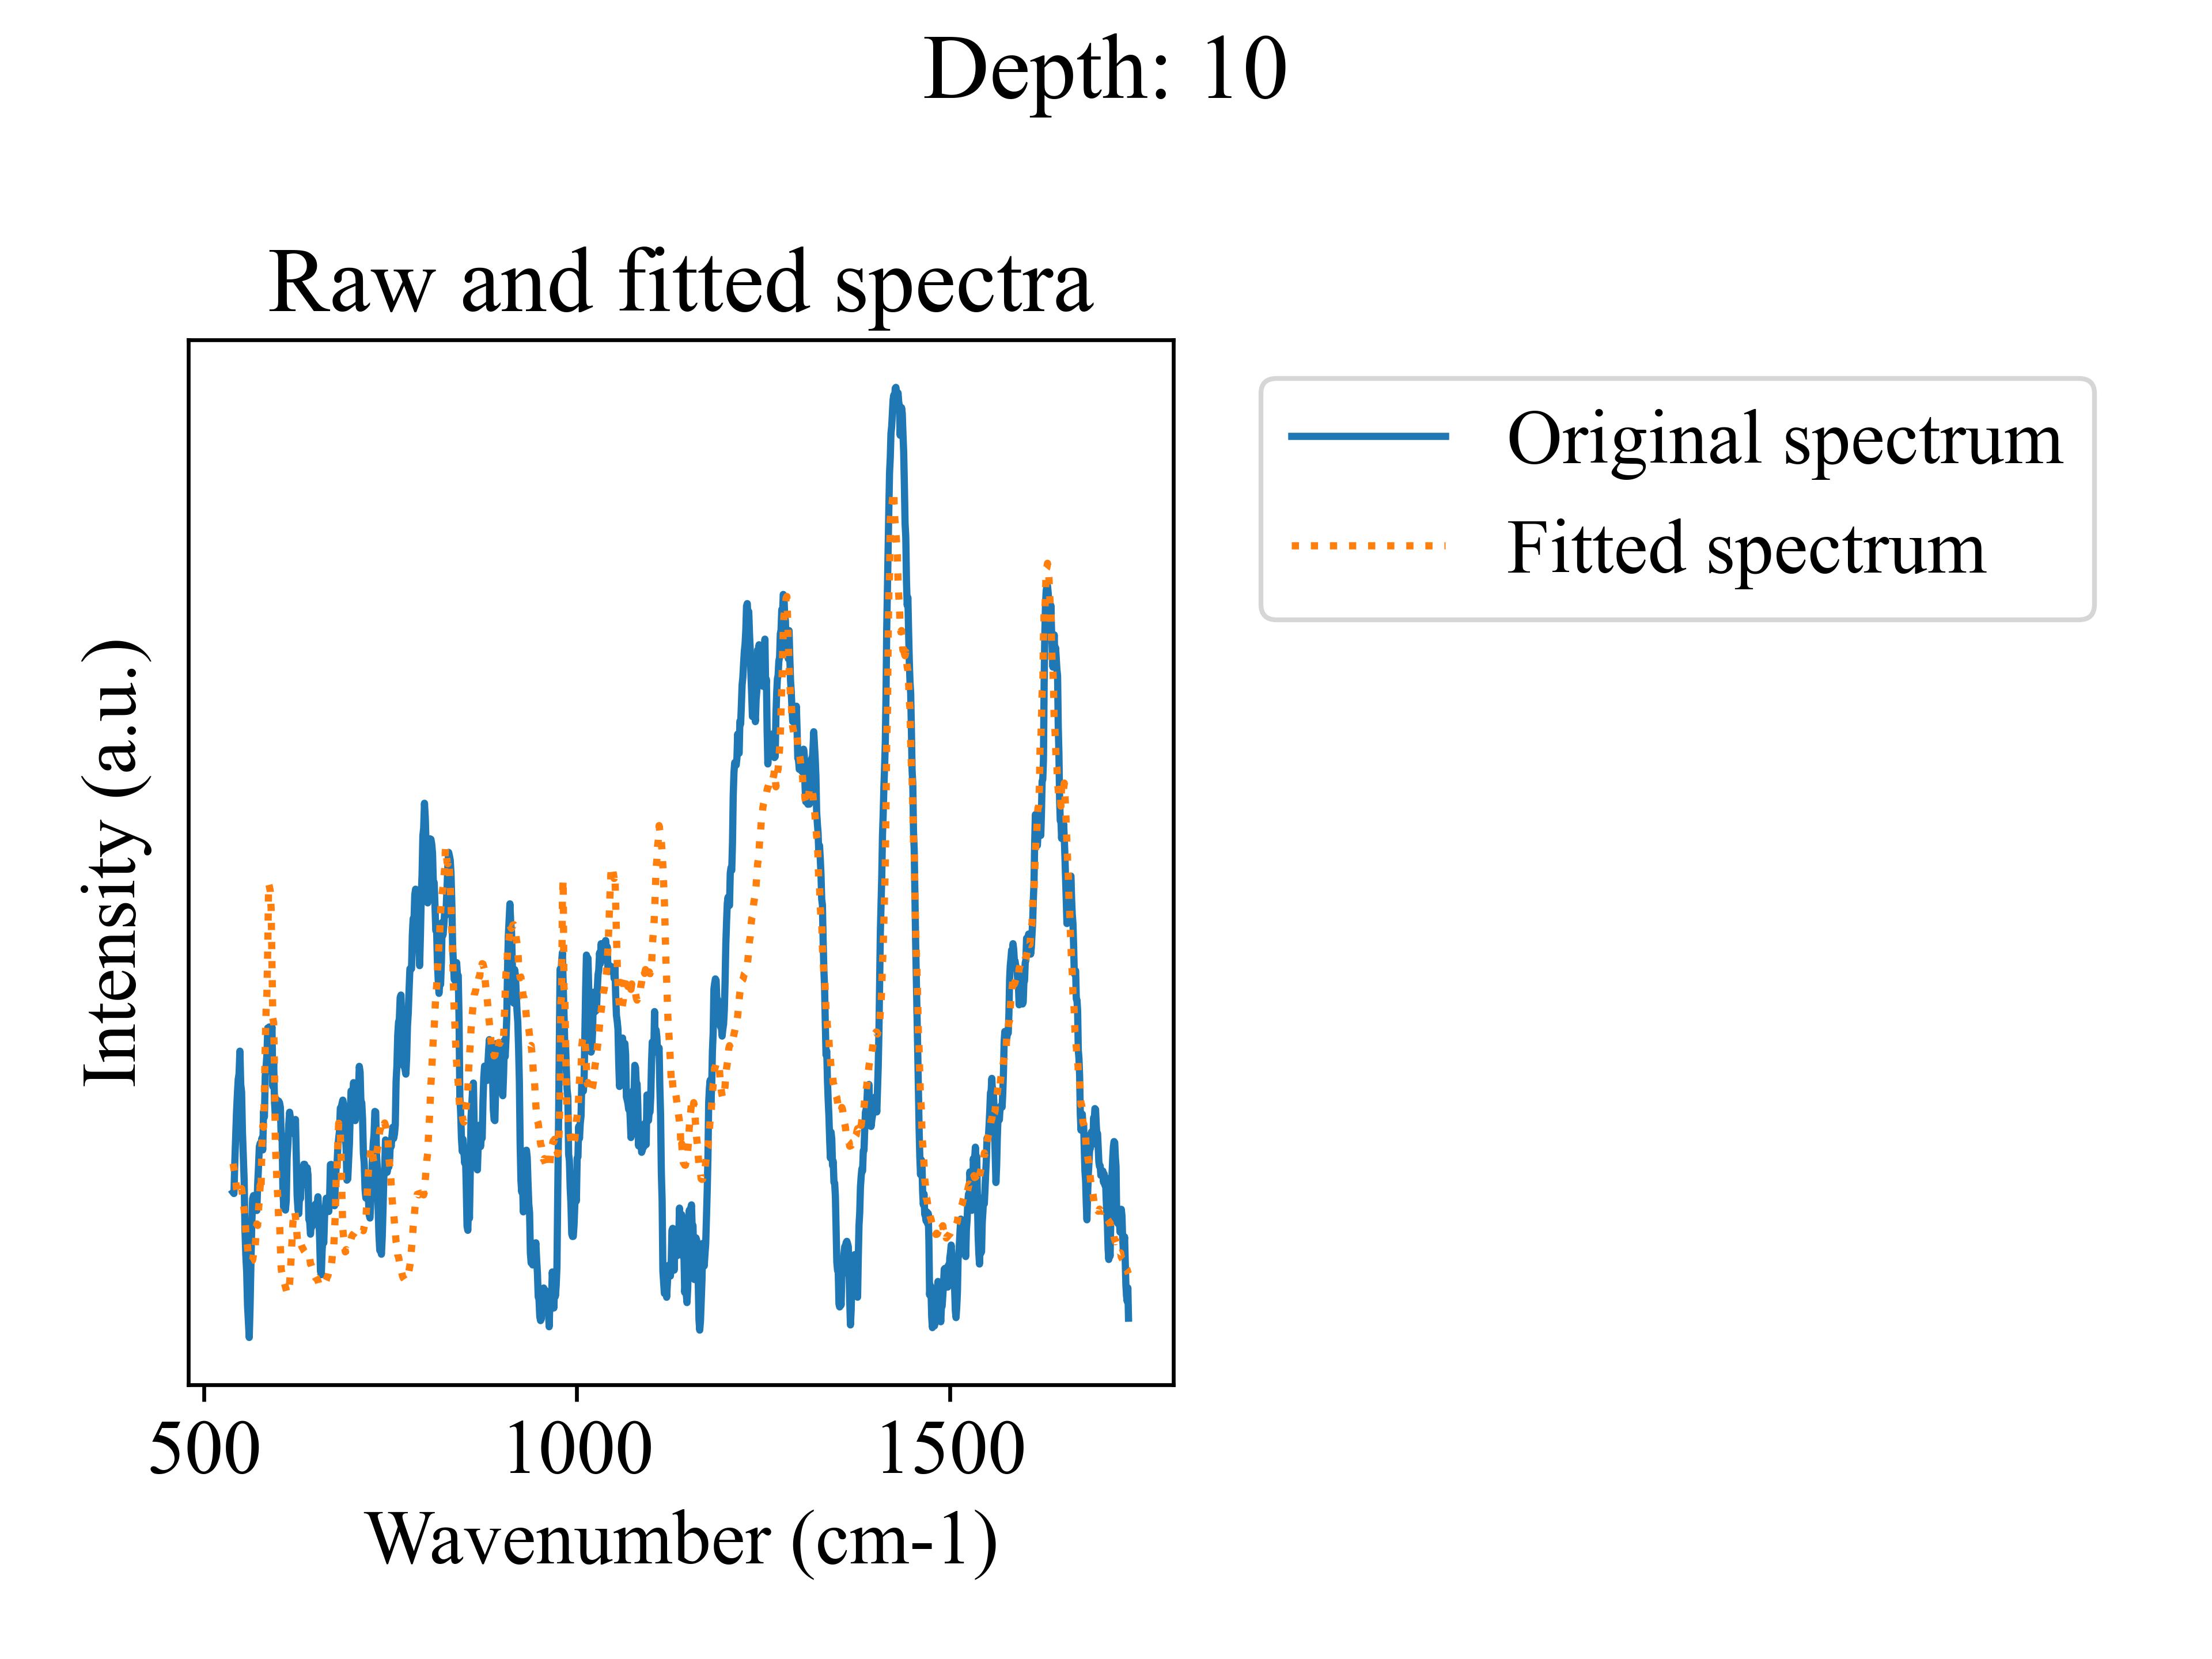 Depth: 10
Raw and fitted spectra
Original spectrum
Fitted spectrum
Intensity (a.u.)
500 1000 1500
Wavenumber (cm-1)